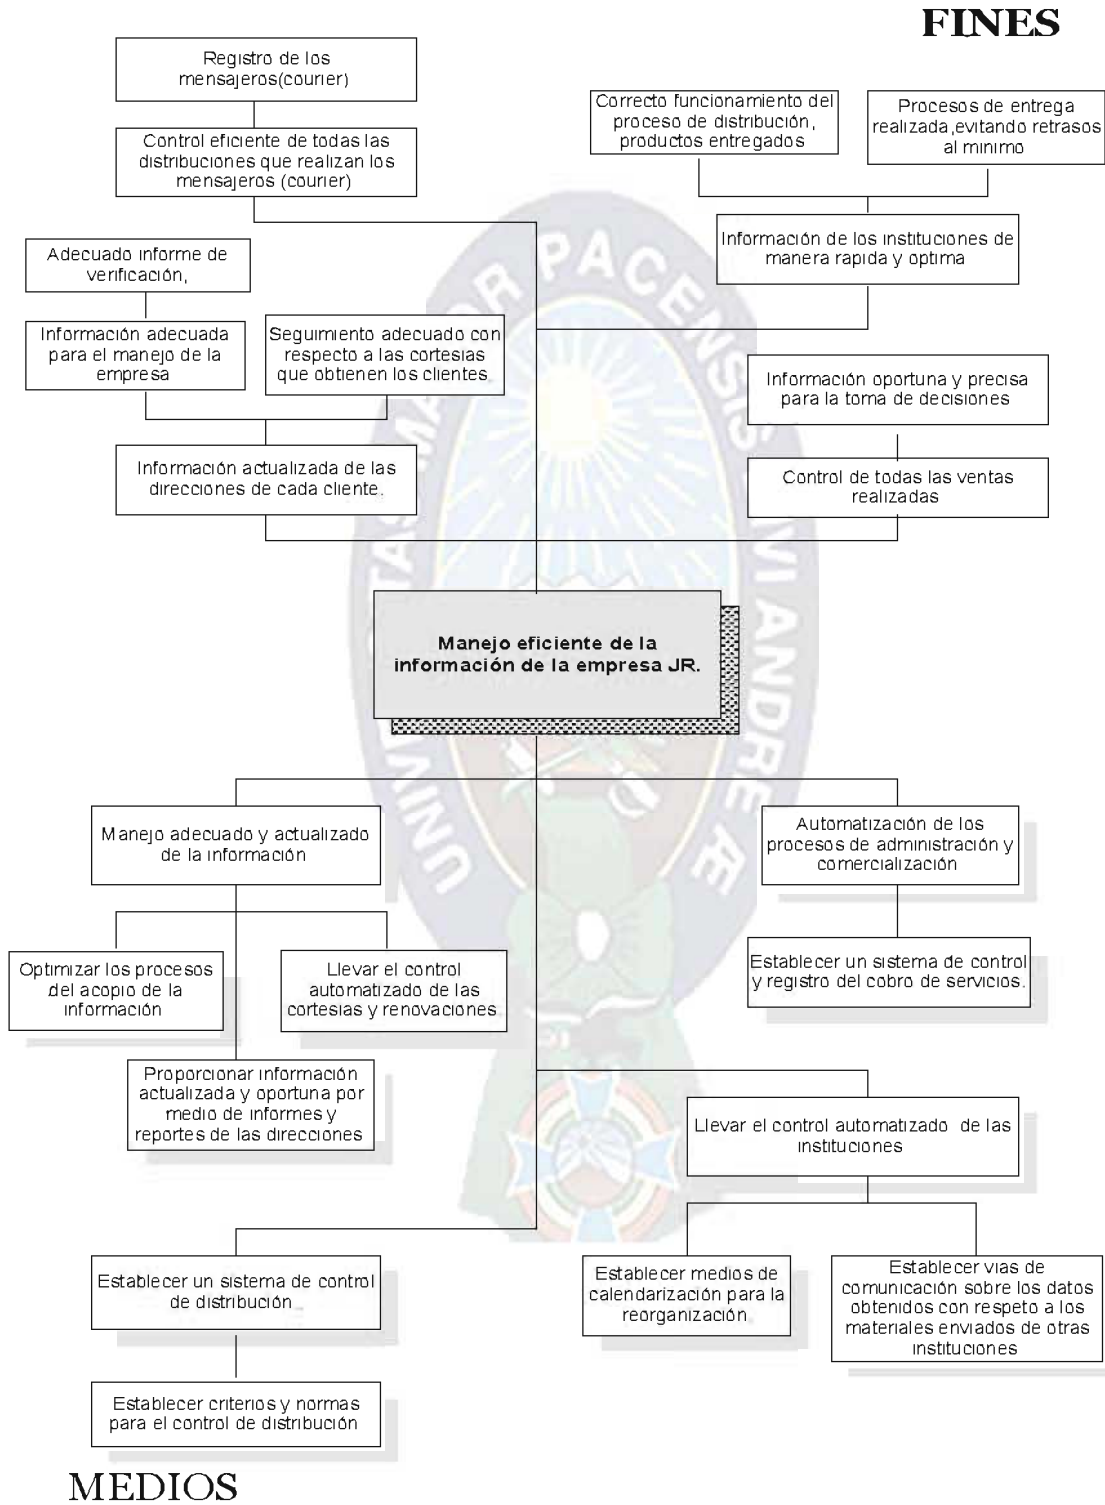 FINES
Registro de los
mensajeros(courier)
Correcto funcionamiento del
proceso de distribución,
productos entregados
Procesos de entrega
realizada,evitando retrasos
al minimo
Control eficiente de todas las
distribuciones que realizan los
mensajeros (courier)
Información de los instituciones de
manera rapida y optima
Adecuado informe de
verificación,
Información adecuada
para el manejo de la
empresa
Seguimiento adecuado con
respecto a las cortesias
que obtienen los clientes.
Información oportuna y precisa
para la toma de decisiones
Información actualizada de las
direcciones de cada cliente.
Control de todas las ventas
realizadas
Manejo eficiente de la
información de la empresa JR.
Manejo adecuado y actualizado
de la información
Automatización de los
procesos de administración y
comercialización
Optimizar los procesos
del acopio de la
información
Llevar el control
automatizado de las
cortesias y renovaciones.
Establecer un sistema de control
y registro del cobro de servicios.
Proporcionar información
actualizada y oportuna por
medio de informes y
reportes de las direcciones
Llevar el control automatizado de las
instituciones
Establecer un sistema de control
de distribución
Establecer medios de
calendarización para la
reorganización.
Establecer vias de
comunicación sobre los datos
obtenidos con respeto a los
materiales enviados de otras
instituciones
Establecer criterios y normas
para el control de distribución
MEDIOS
UNIVERSITAS MAJOR PACENSIS DIVI ANDREÆ